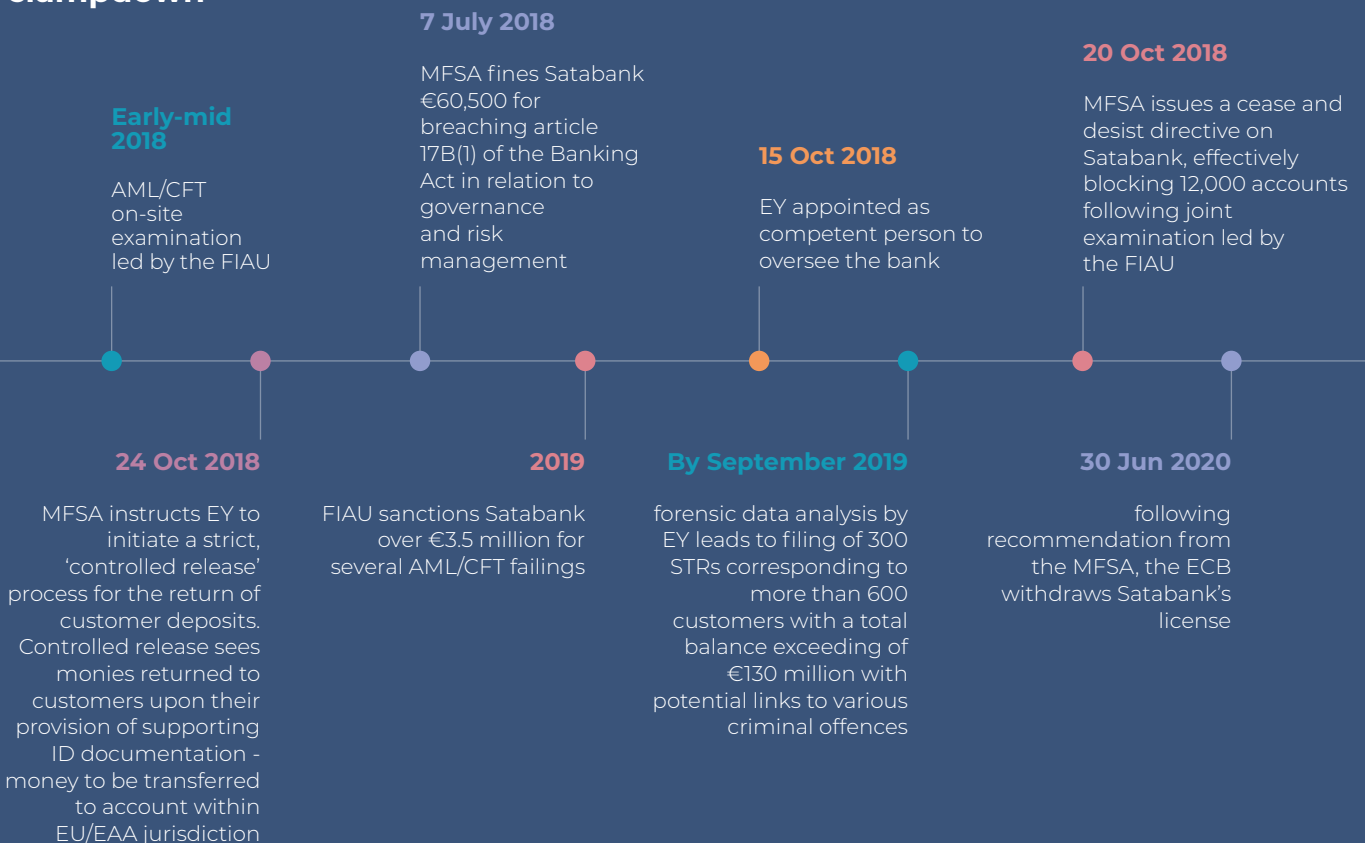 clampdown
Early-mid
2018
AML/CFT
on-site
examination
led by the FIAU
7 July 2018
MFSA fines Satabank
€60,500 for
breaching article
17B(1) of the Banking
Act in relation to
governance
and risk
management
15 Oct 2018
EY appointed as
competent person to
oversee the bank
20 Oct 2018
MFSA issues a cease and
desist directive on
Satabank, effectively
blocking 12,000 accounts
following joint
examination led by
the FIAU
24 Oct 2018
MFSA instructs EY to
initiate a strict,
‘controlled release’
process for the return of
customer deposits.
Controlled release sees
monies returned to
customers upon their
provision of supporting
ID documentation -
money to be transferred
to account within
EU/EAA jurisdiction
2019
FIAU sanctions Satabank
over €3.5 million for
several AML/CFT failings
By September 2019
forensic data analysis by
EY leads to filing of 300
STRs corresponding to
more than 600
customers with a total
balance exceeding of
€130 million with
potential links to various
criminal offences
30 Jun 2020
following
recommendation from
the MFSA, the ECB
withdraws Satabank’s
license